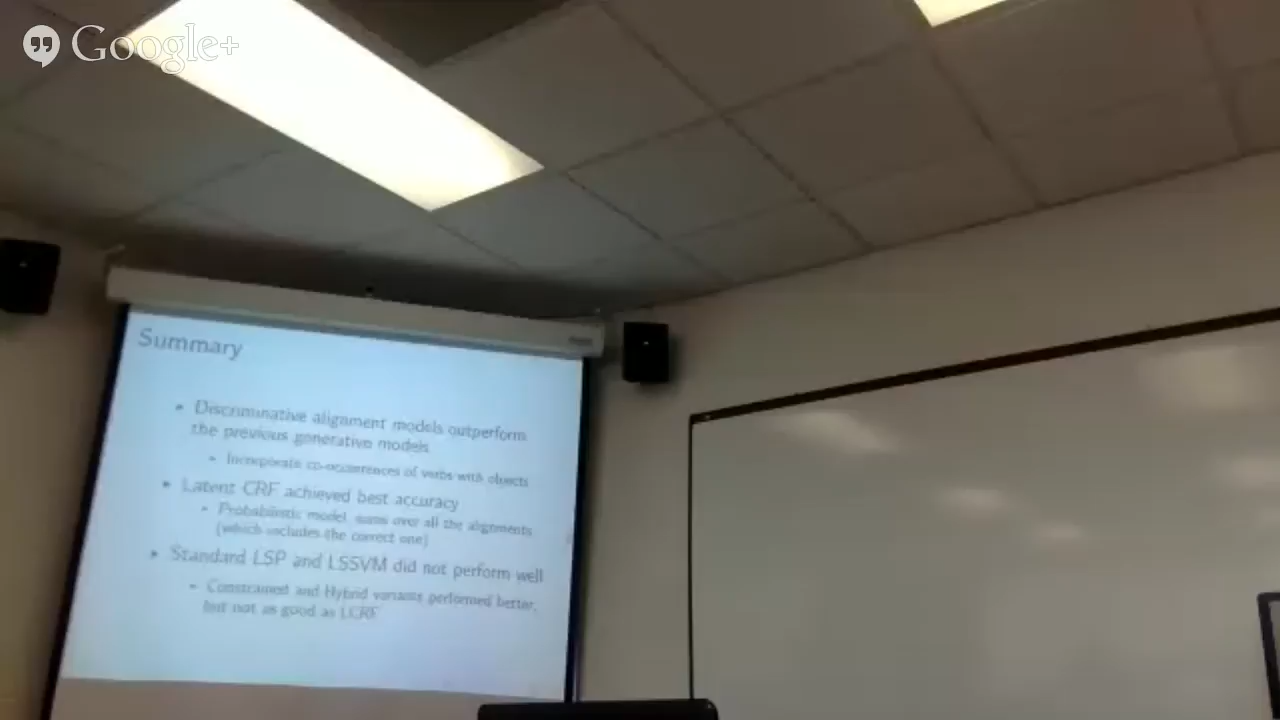 Google+
Summary
Discriminative alignment models outperform
the previous generative models
Incorporate co-occurrences of verbs with objects
Latent CRF achieved best accuracy
Probabilistic model, sums over all the alignments
(which includes the correct one)
Standard LSP and LSSVM did not perform well
Constrained and Hybrid variants performed better,
but not as good as LCRF